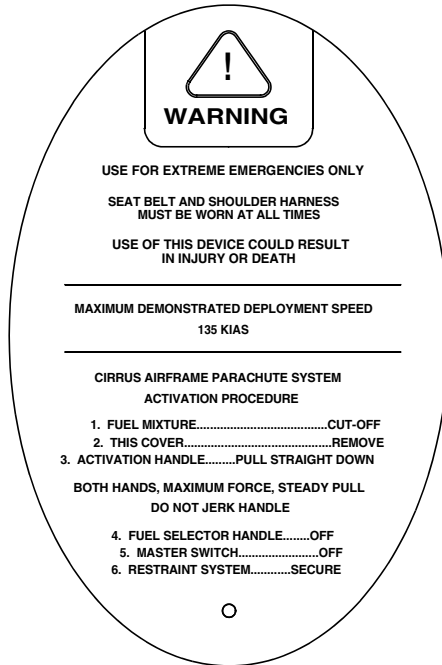 !
WARNING
USE FOR EXTREME EMERGENCIES ONLY
SEAT BELT AND SHOULDER HARNESS
MUST BE WORN AT ALL TIMES
USE OF THIS DEVICE COULD RESULT
IN INJURY OR DEATH
MAXIMUM DEMONSTRATED DEPLOYMENT SPEED
135 KIAS
CIRRUS AIRFRAME PARACHUTE SYSTEM
ACTIVATION PROCEDURE
1. FUEL MIXTURE.......................................CUT-OFF
2. THIS COVER............................................REMOVE
3. ACTIVATION HANDLE.........PULL STRAIGHT DOWN
BOTH HANDS, MAXIMUM FORCE, STEADY PULL
DO NOT JERK HANDLE
4. FUEL SELECTOR HANDLE........OFF
5. MASTER SWITCH........................OFF
6. RESTRAINT SYSTEM............SECURE